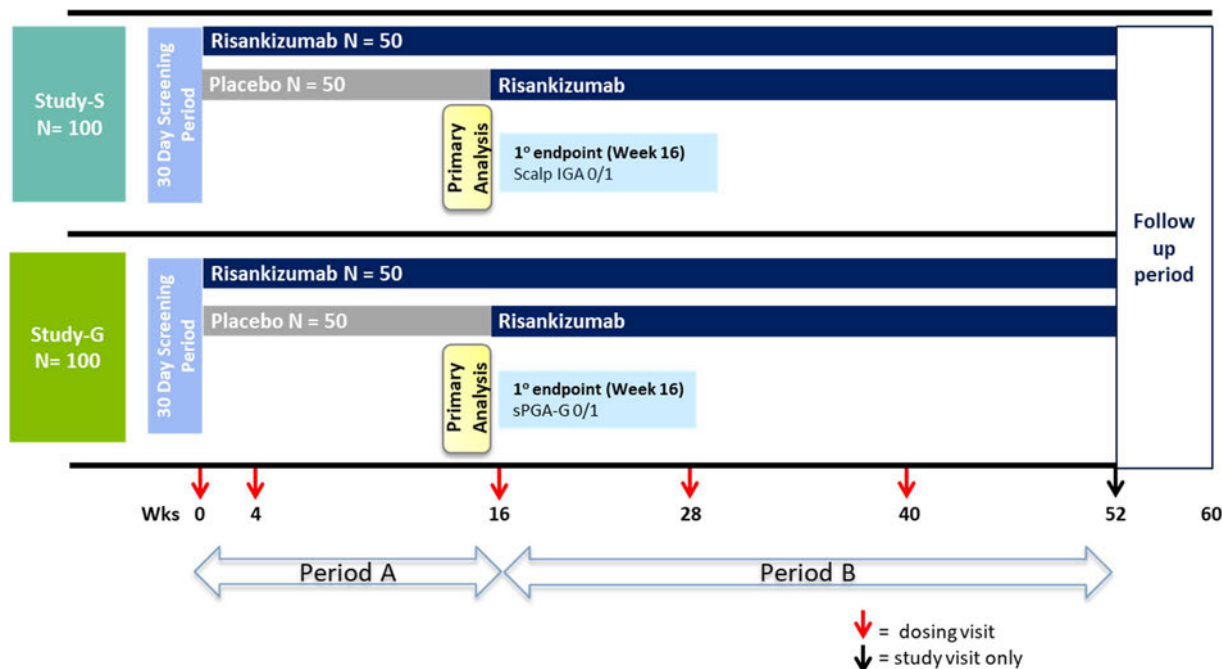 Study-S
N= 100
30 Day Screening
Period
Risankizumab N = 50
Placebo N = 50
Risankizumab
Primary
Analysis
1º endpoint (Week 16)
Scalp IGA 0/1
Study-G
N= 100
30 Day Screening
Period
Risankizumab N = 50
Placebo N = 50
Risankizumab
Primary
Analysis
1º endpoint (Week 16)
sPGA-G 0/1
Follow
up
period
Wks 0 4 16 28 40 52 60
Period A Period B
= dosing visit
= study visit only